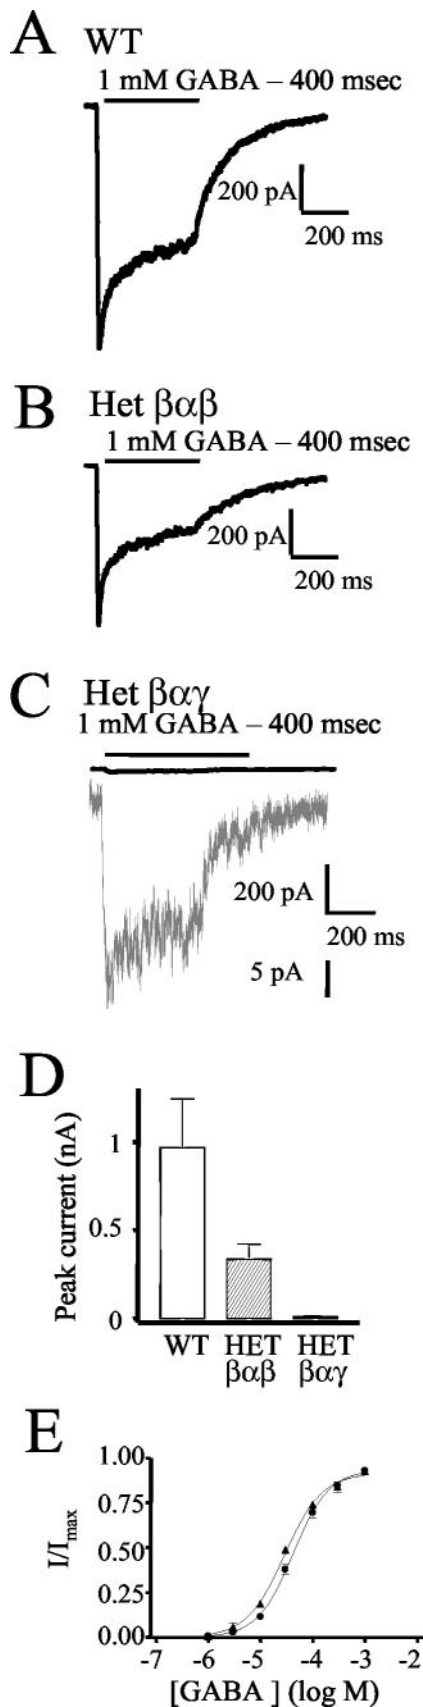 A WT
1 mM GABA – 400 msec
200 pA
200 ms
B Het βαβ
1 mM GABA – 400 msec
200 pA
200 ms
C Het βαγ
1 mM GABA – 400 msec
200 pA
200 ms
5 pA
D
Peak current (nA)
1
0.5
0
WT HET HET
βαβ βαγ
E
I/Imax
1.00
0.75
0.50
0.25
0.00
-7 -6 -5 -4 -3 -2
[GABA ] (log M)